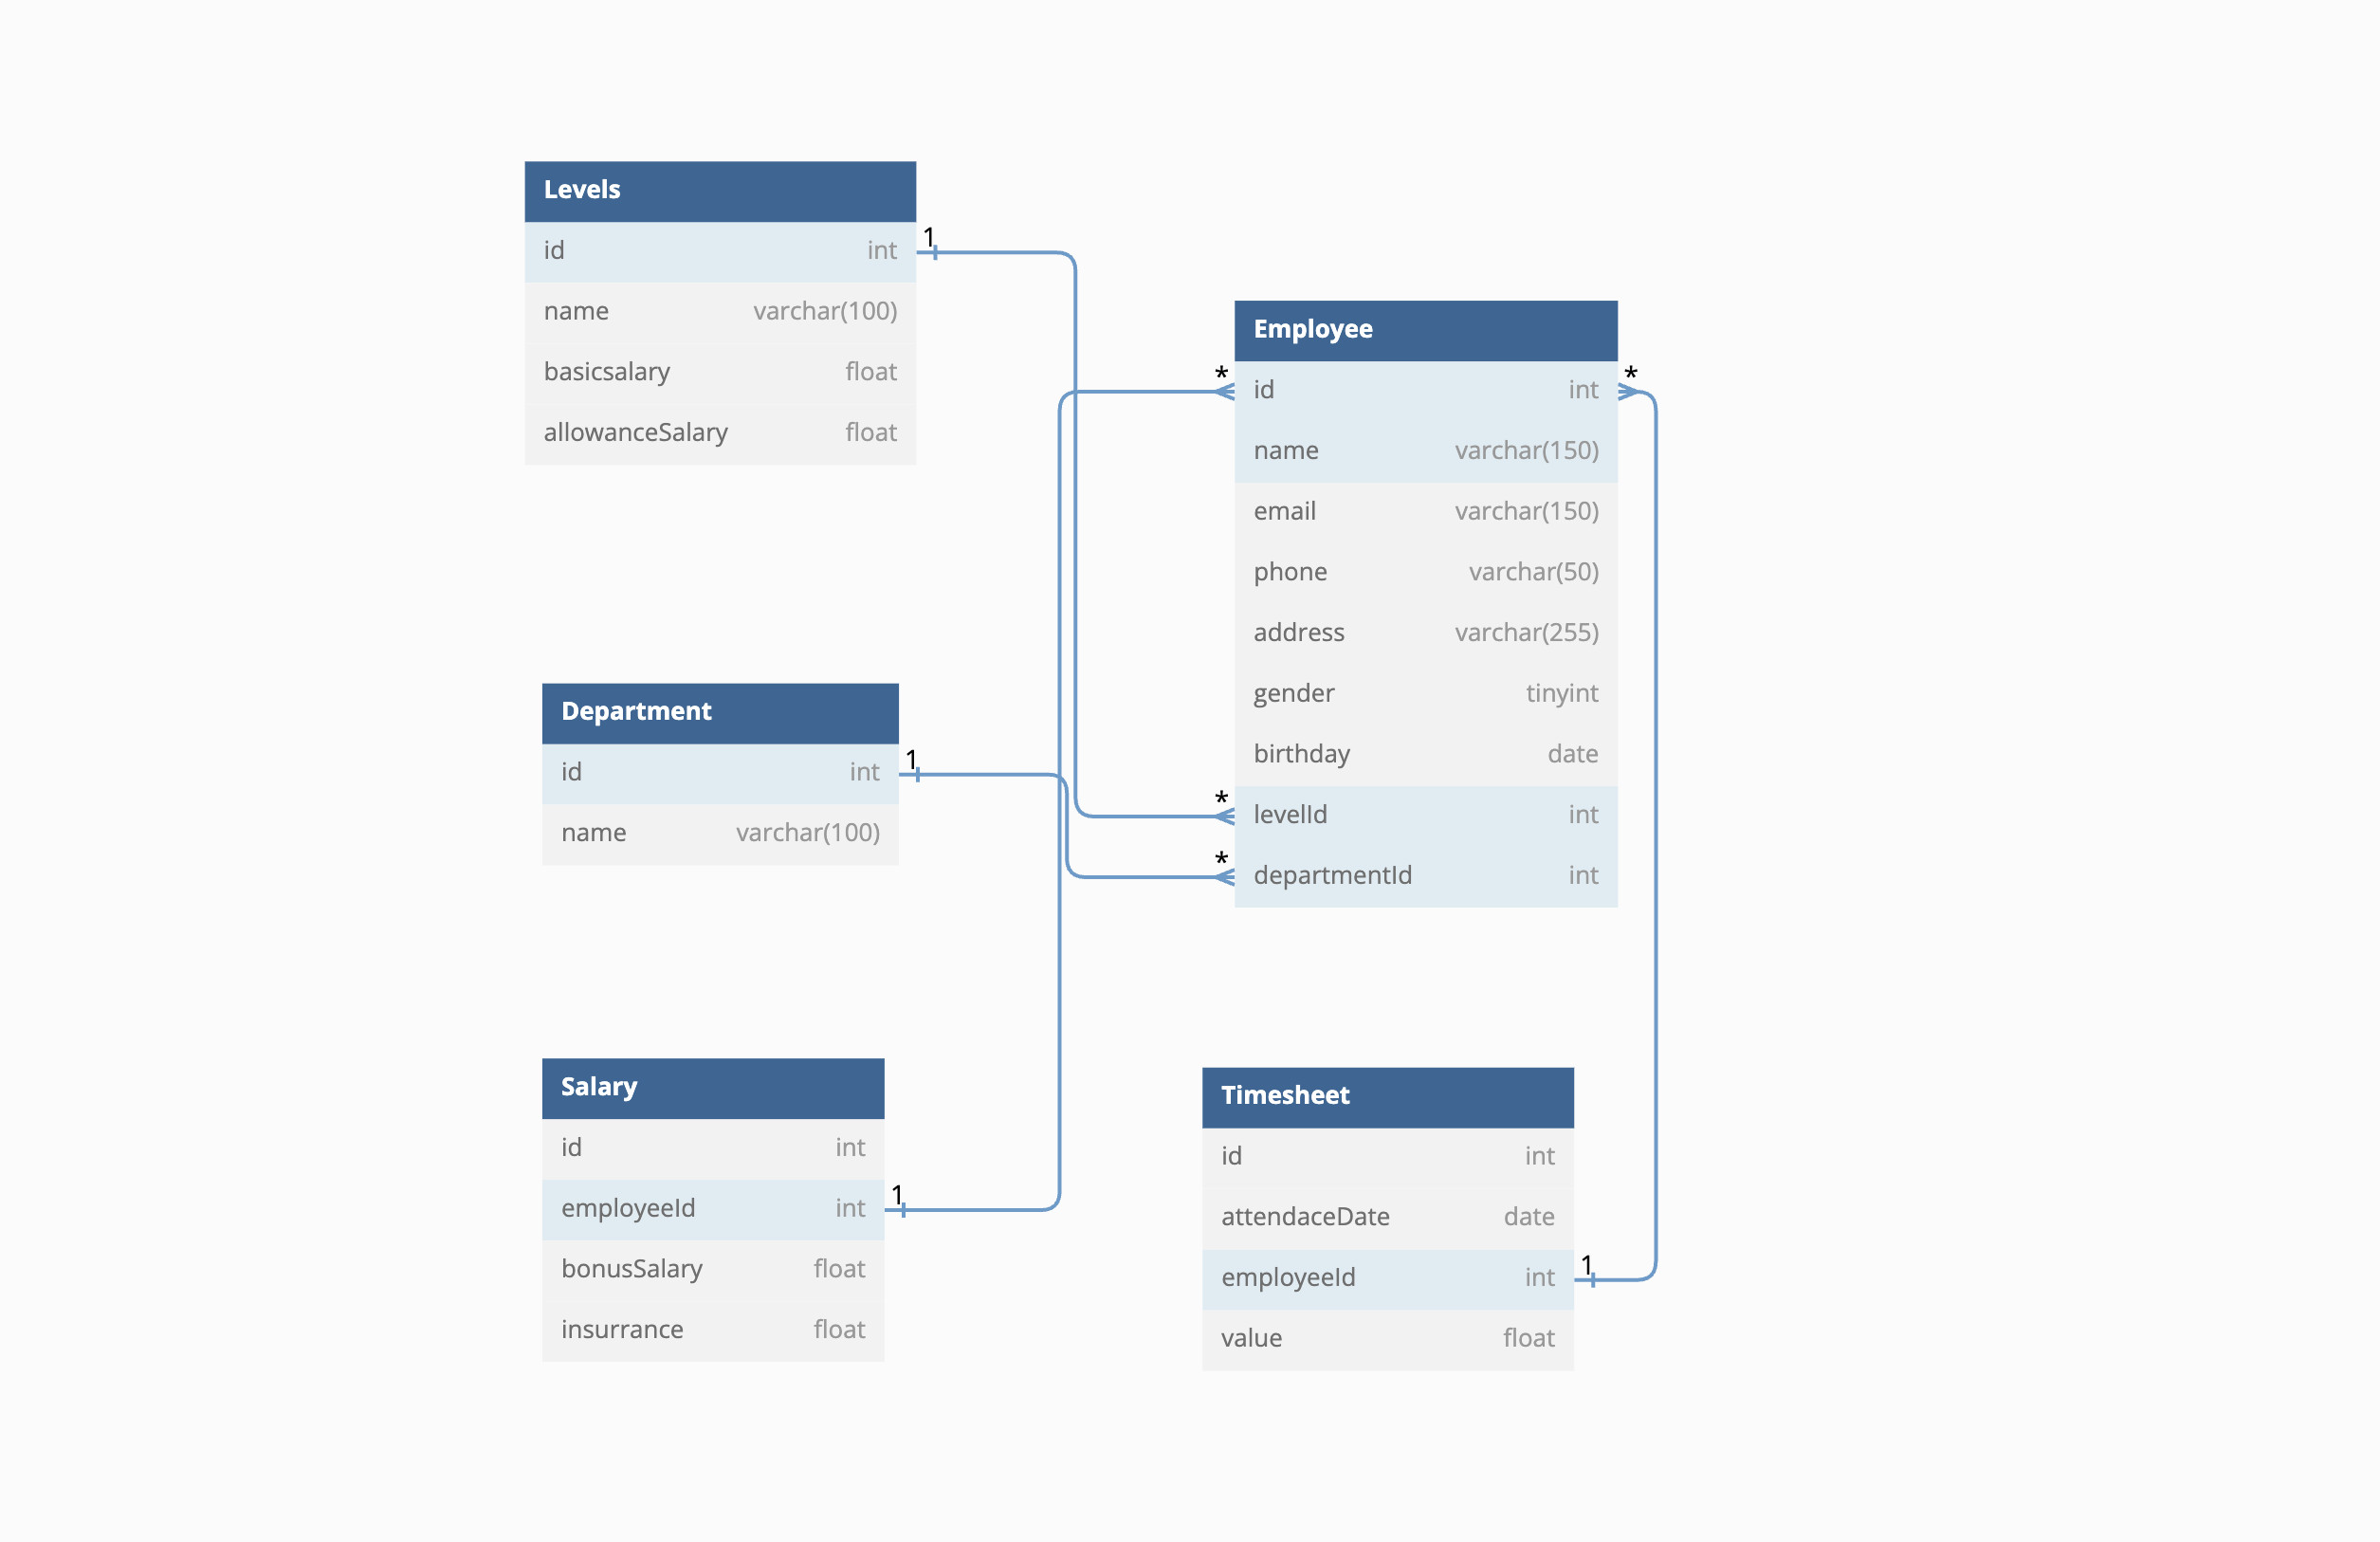 Levels
id int
name varchar(100)
basicsalary float
allowanceSalary float
1
Employee
* id int *
name varchar(150)
email varchar(150)
phone varchar(50)
address varchar(255)
gender tinyint
birthday date
* levelId int
* departmentId int
Department
id int
name varchar(100)
1
Salary
id int
employeeId int
bonusSalary float
insurrance float
1
Timesheet
id int
attendaceDate date
employeeId int
value float
1